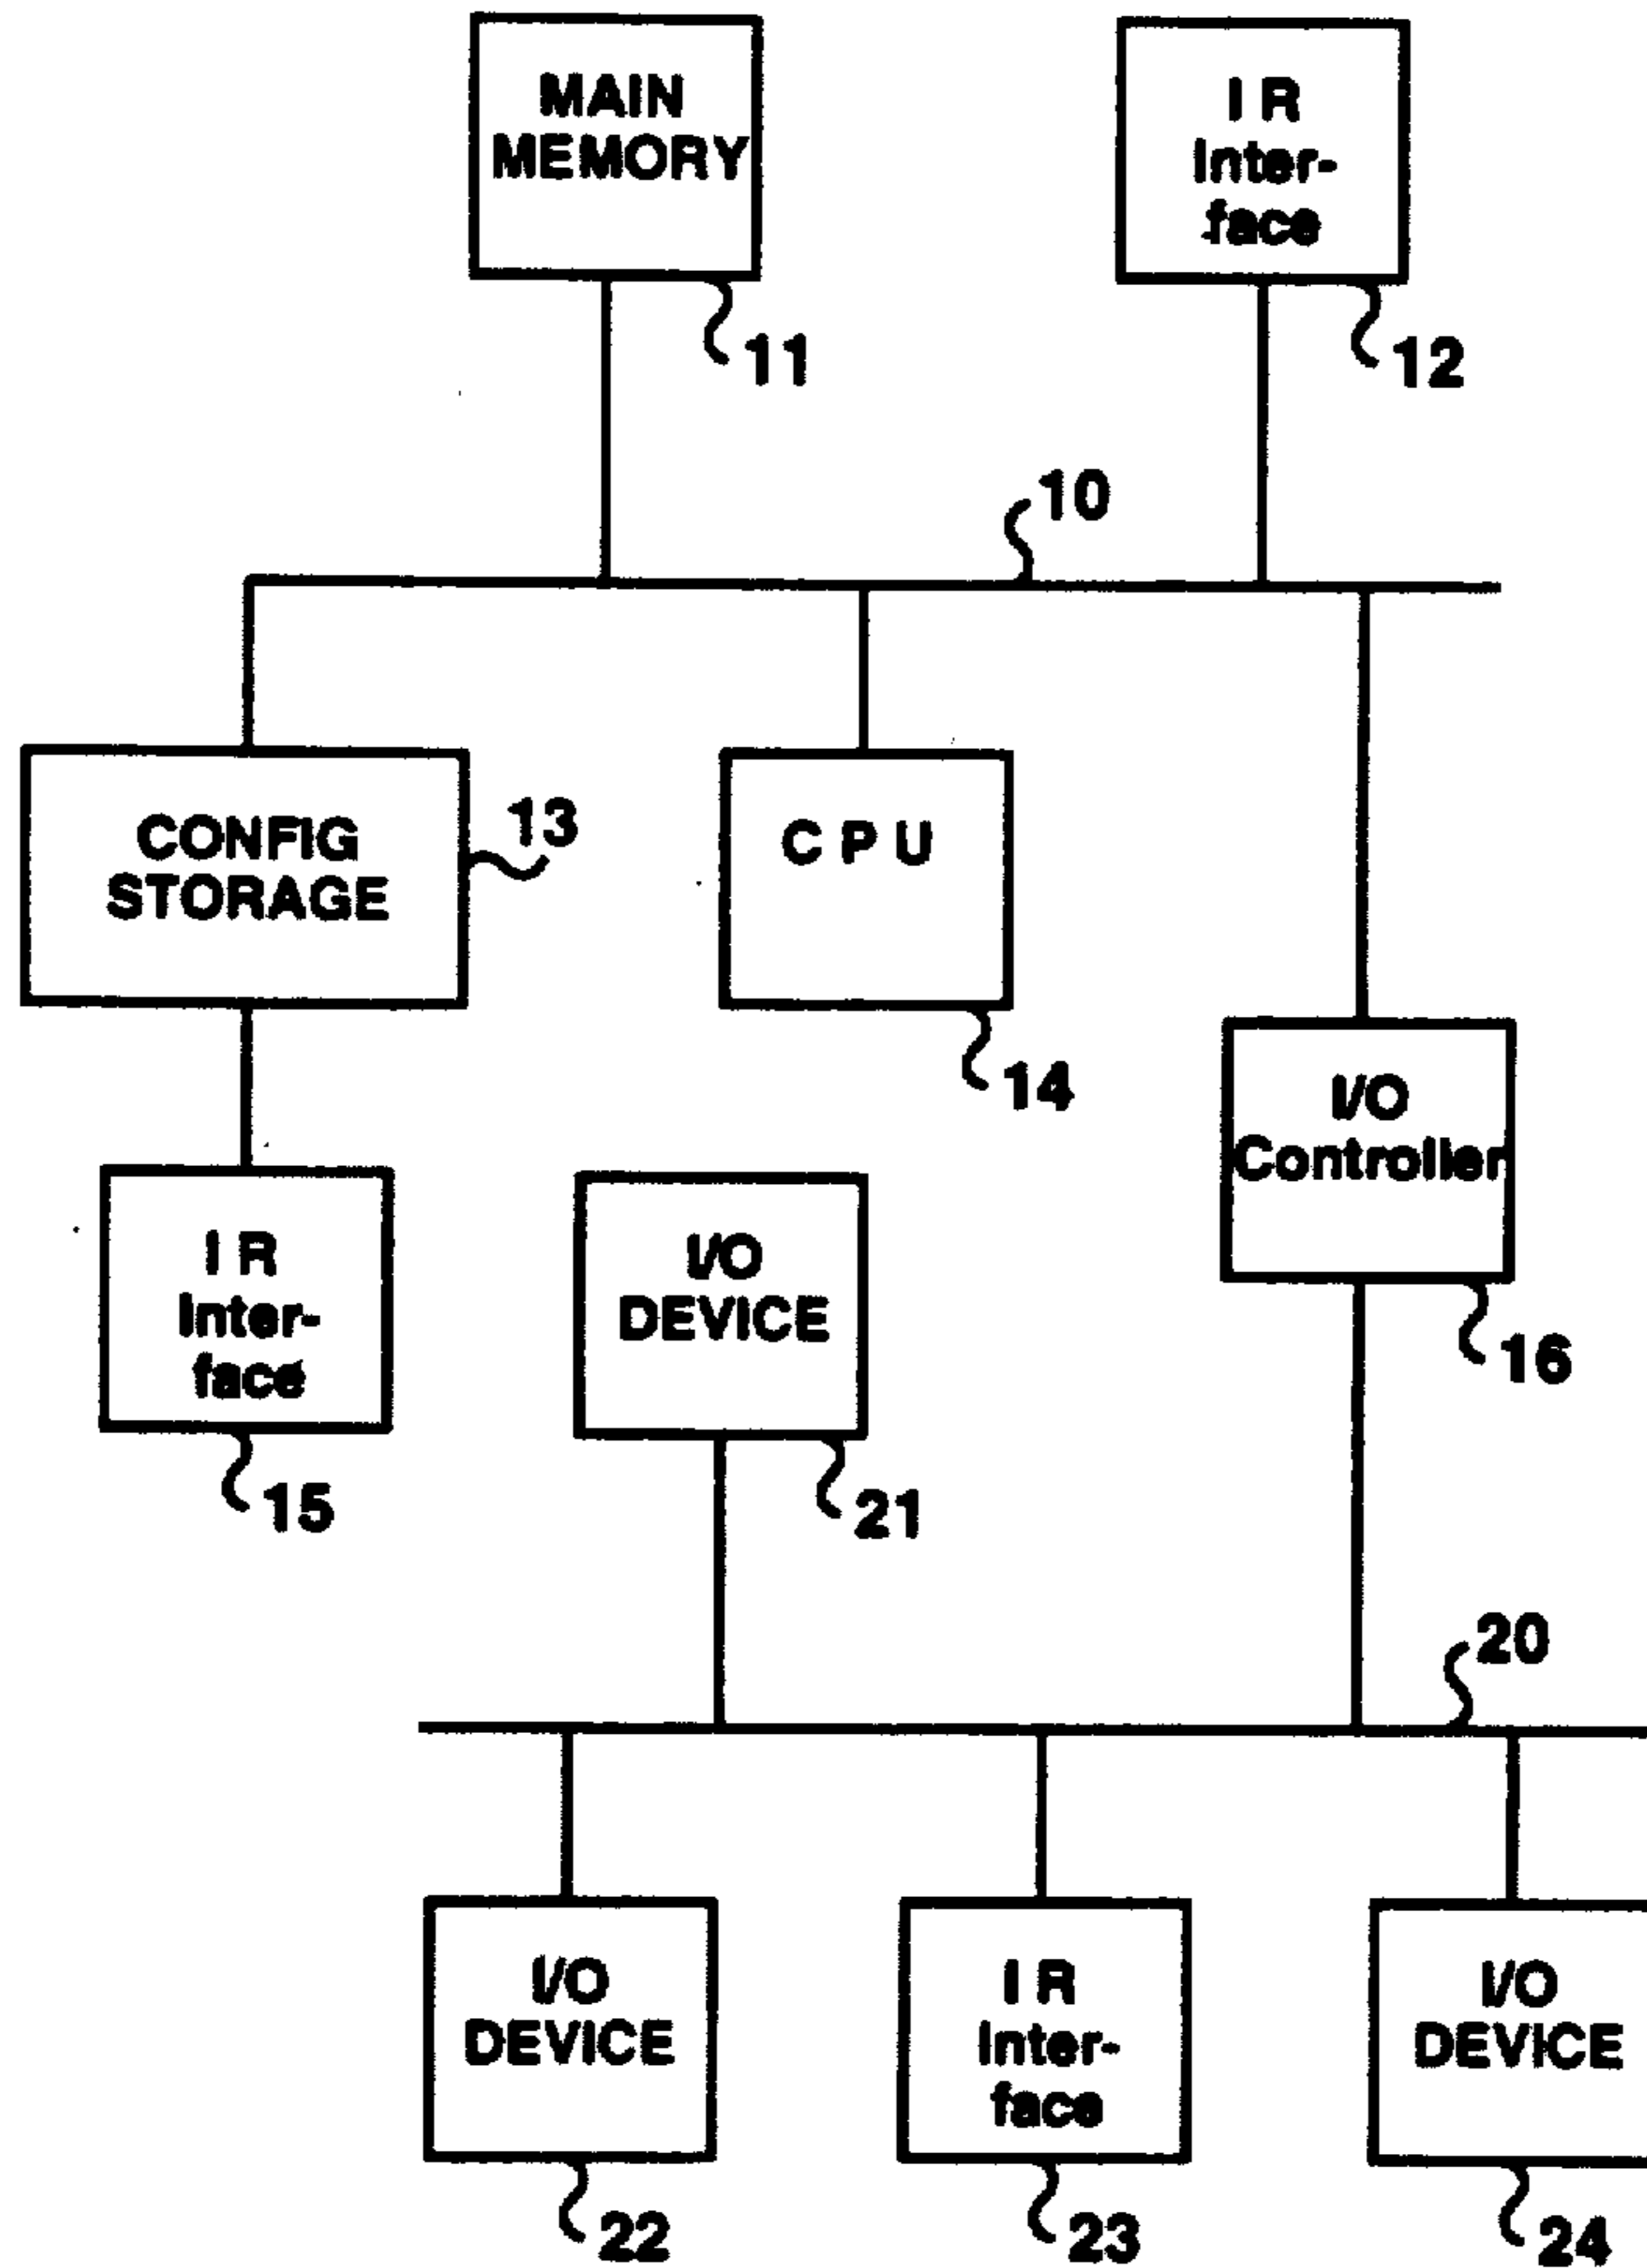 MAIN
MEMORY
I R
Inter-
face
11
12
10
CONFIG
STORAGE
13
C P U
14
I/O
Controller
16
I R
Inter-
face
15
I/O
DEVICE
21
20
I/O
DEVICE
22
I R
Inter-
face
23
I/O
DEVICE
24